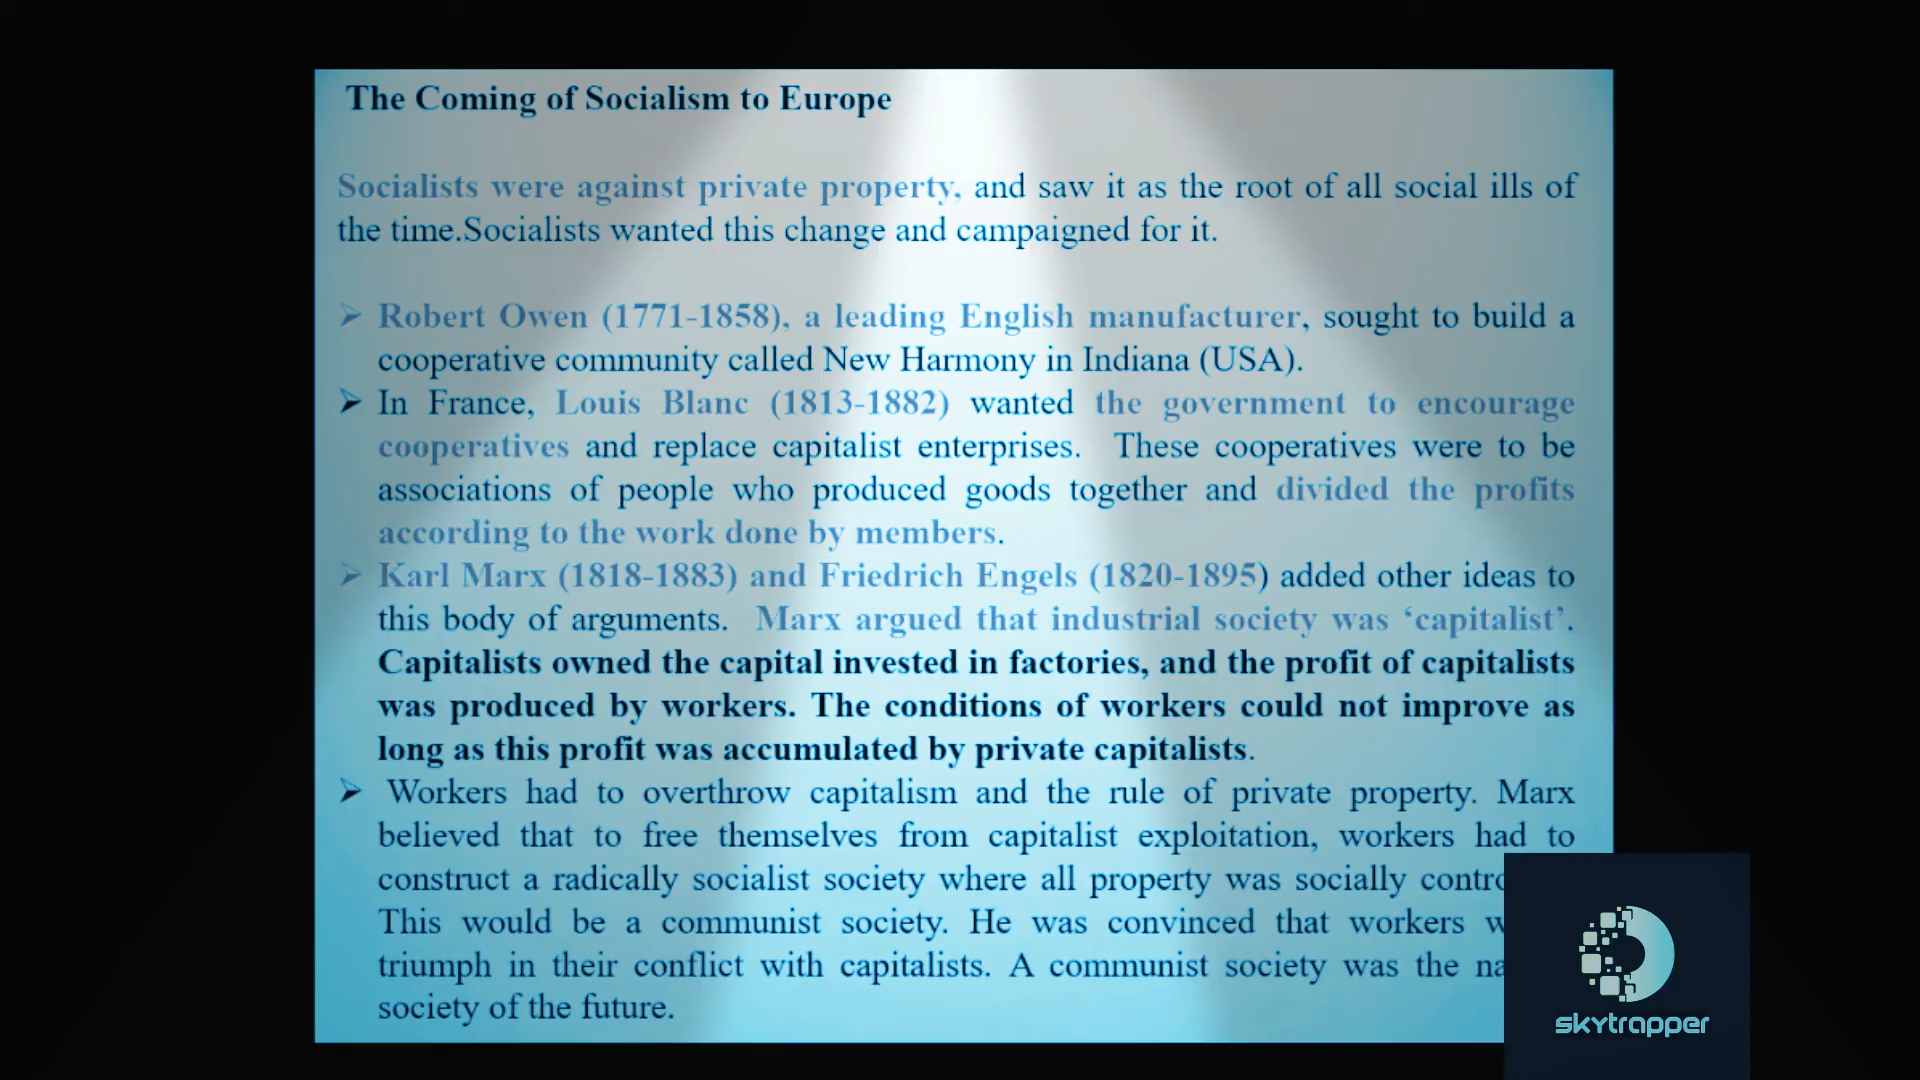 The Coming of Socialism to Europe
Socialists were against private property, and saw it as the root of all social ills of
the time.Socialists wanted this change and campaigned for it.
➢ Robert Owen (1771-1858), a leading English manufacturer, sought to build a
cooperative community called New Harmony in Indiana (USA).
➢ In France, Louis Blanc (1813-1882) wanted the government to encourage
cooperatives and replace capitalist enterprises. These cooperatives were to be
associations of people who produced goods together and divided the profits
according to the work done by members.
➢ Karl Marx (1818-1883) and Friedrich Engels (1820-1895) added other ideas to
this body of arguments. Marx argued that industrial society was ‘capitalist’.
Capitalists owned the capital invested in factories, and the profit of capitalists
was produced by workers. The conditions of workers could not improve as
long as this profit was accumulated by private capitalists.
➢ Workers had to overthrow capitalism and the rule of private property. Marx
believed that to free themselves from capitalist exploitation, workers had to
construct a radically socialist society where all property was socially
This would be a communist society. He was convinced that workers
triumph in their conflict with capitalists. A communist society was the
society of the future.
skytrapper